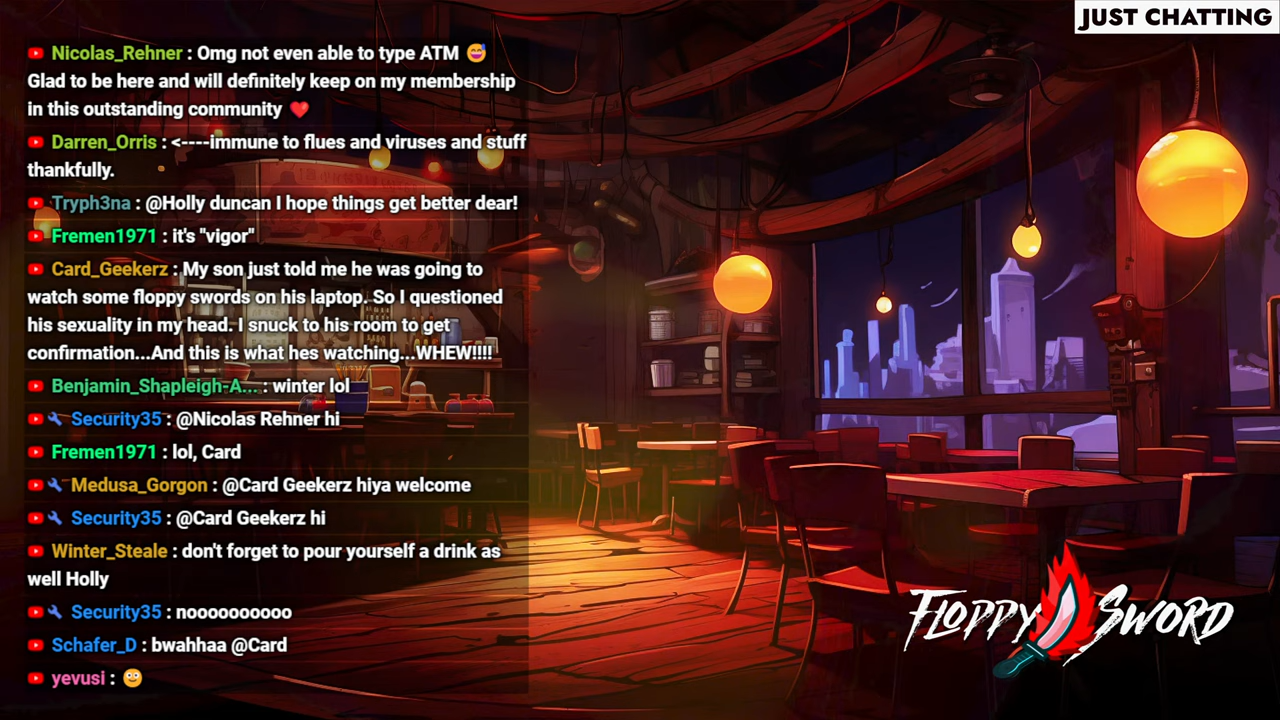 JUST CHATTING
Nicolas_Rehner : Omg not even able to type ATM 😅
Glad to be here and will definitely keep on my membership
in this outstanding community ❤️
Darren_Orris : <----immune to flues and viruses and stuff
thankfully.
Tryph3na : @Holly duncan I hope things get better dear!
Fremen1971 : it's "vigor"
Card_Geekerz : My son just told me he was going to
watch some floppy swords on his laptop. So I questioned
his sexuality in my head. I snuck to his room to get
confirmation...And this is what hes watching...WHEW!!!!
Benjamin_Shapleigh-A... : winter lol
Security35 : @Nicolas Rehner hi
Fremen1971 : lol, Card
Medusa_Gorgon : @Card Geekerz hiya welcome
Security35 : @Card Geekerz hi
Winter_Steale : don't forget to pour yourself a drink as
well Holly
Security35 : noooooooooo
Schafer_D : bwahhaa @Card
yevusi : 🙂
FLOPPY SWORD